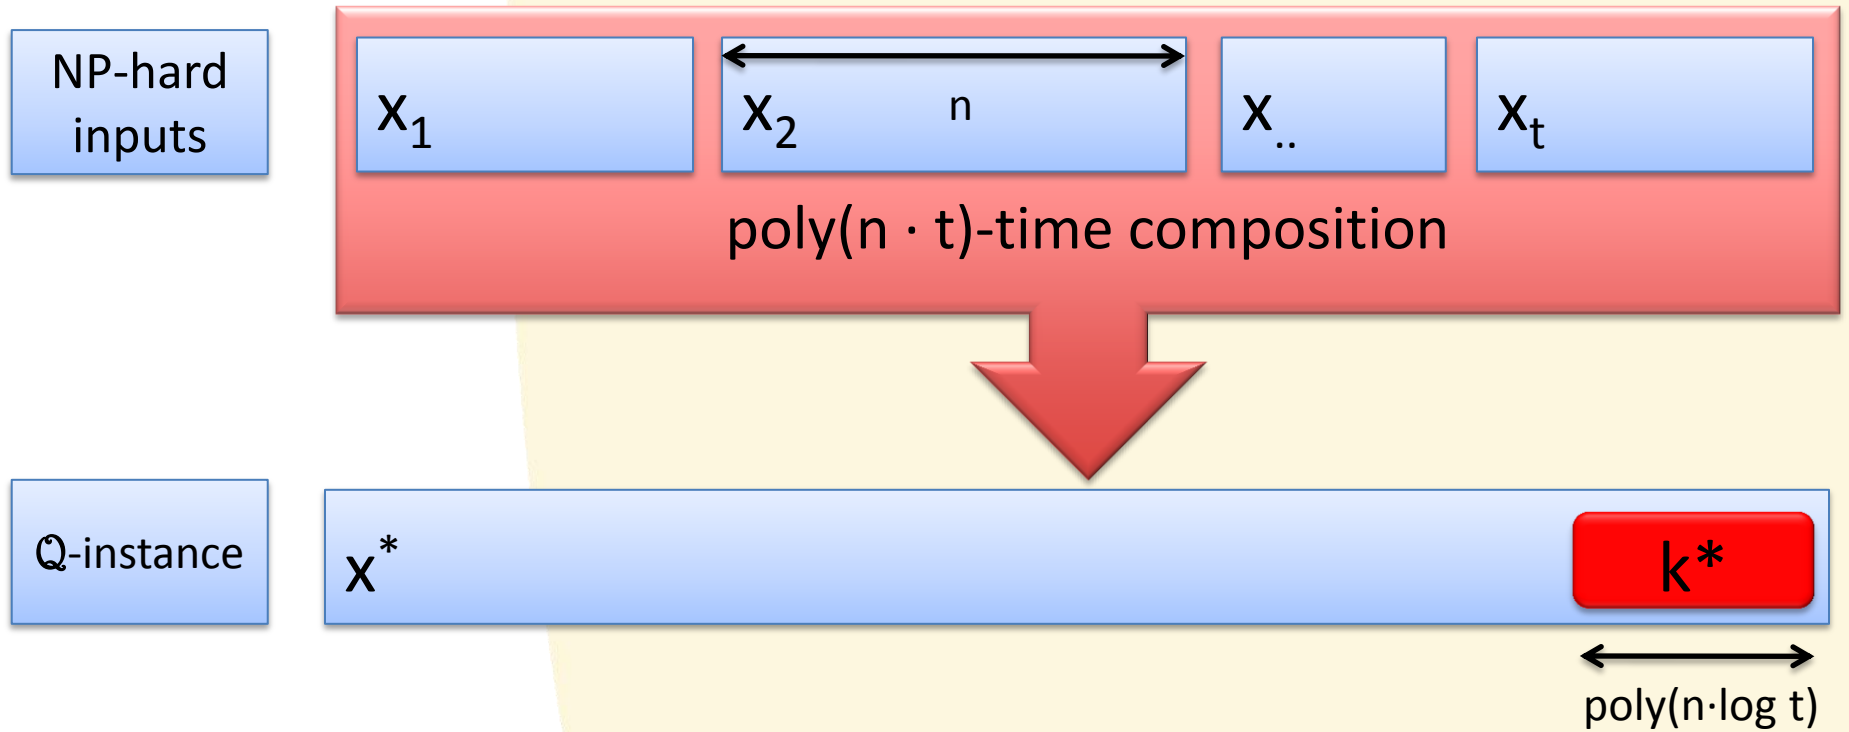 NP-hard
inputs
x₁
x₂
n
x..
xₜ
poly(n · t)-time composition
Q-instance
x*
k*
poly(n·log t)